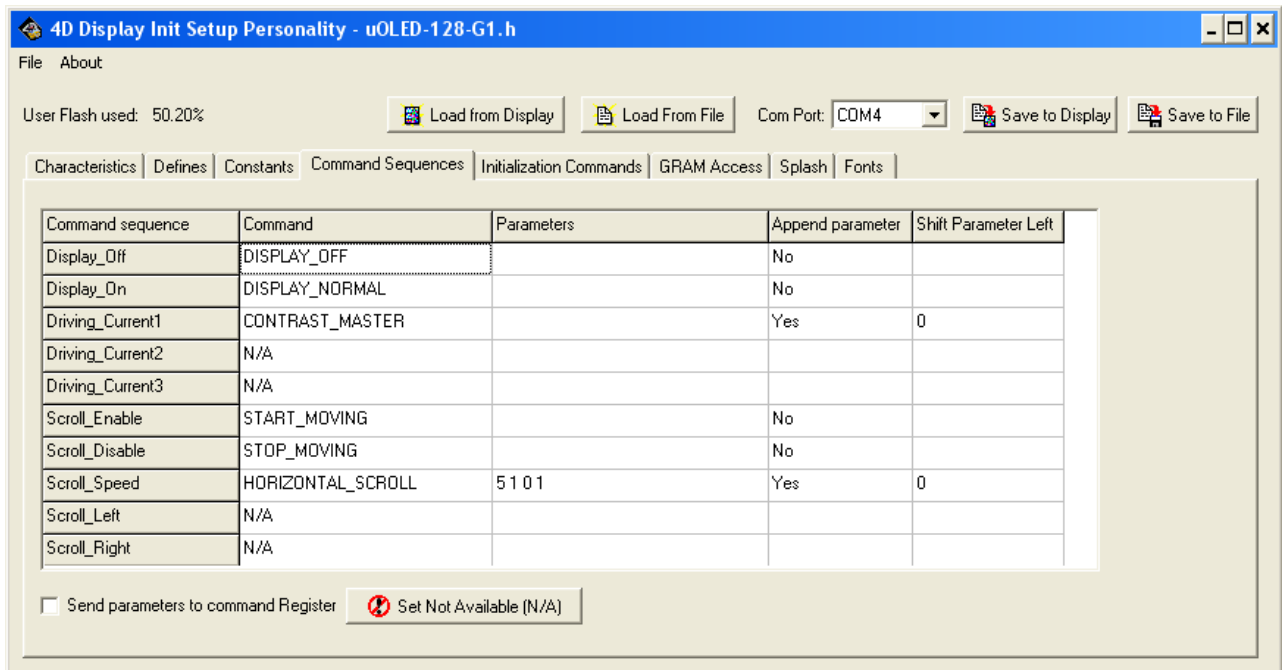 4D Display Init Setup Personality - uOLED-128-G1.h
File About
User Flash used: 50.20% Load from Display Load From File Com Port: COM4 Save to Display Save to File
Characteristics Defines Constants Command Sequences Initialization Commands GRAM Access Splash Fonts
Command sequence Command Parameters Append parameter Shift Parameter Left
Display_Off DISPLAY_OFF No
Display_On DISPLAY_NORMAL No
Driving_Current1 CONTRAST_MASTER Yes 0
Driving_Current2 N/A
Driving_Current3 N/A
Scroll_Enable START_MOVING No
Scroll_Disable STOP_MOVING No
Scroll_Speed HORIZONTAL_SCROLL 5 1 0 1 Yes 0
Scroll_Left N/A
Scroll_Right N/A
Send parameters to command Register Set Not Available (N/A)